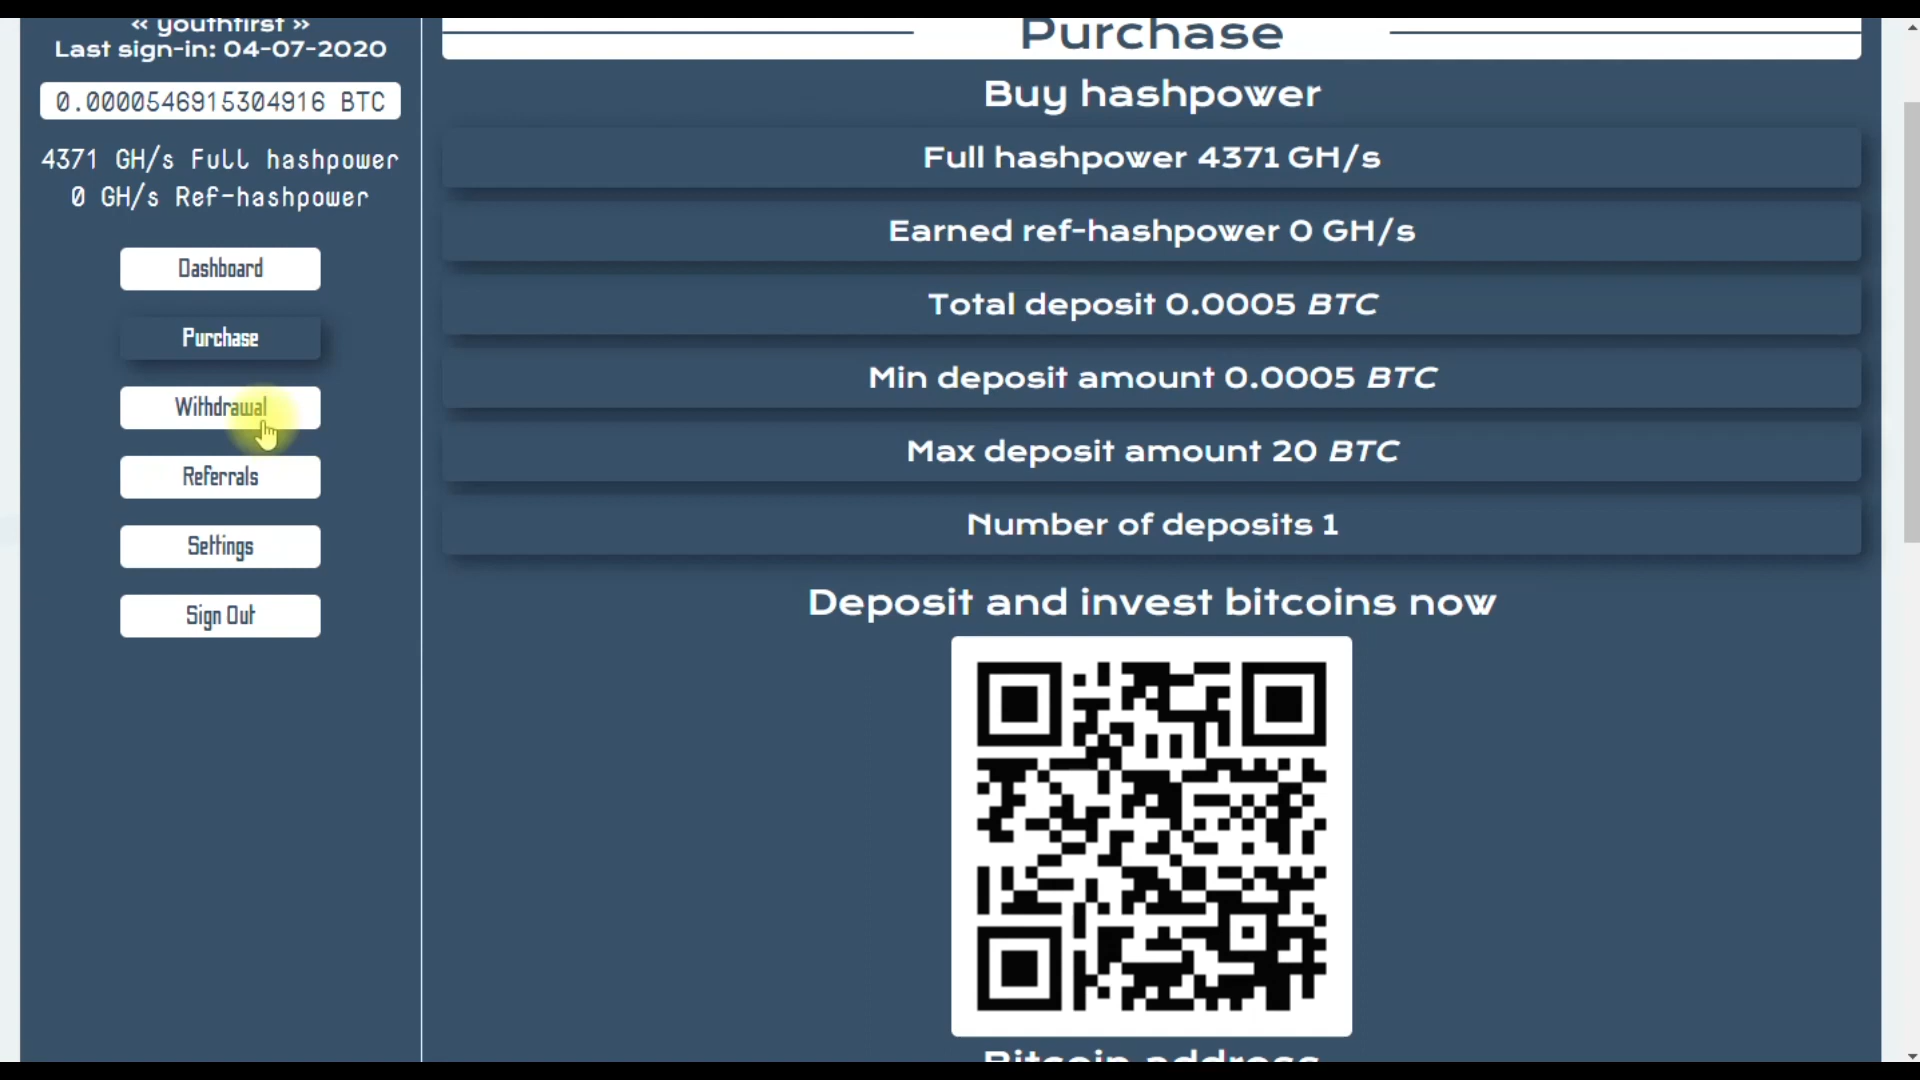 « youthfirst »
Last sign-in: 04-07-2020
0.0000546915304916 BTC
4371 GH/s Full hashpower
0 GH/s Ref-hashpower
Dashboard
Purchase
Withdrawal
Referrals
Settings
Sign Out
Purchase
Buy hashpower
Full hashpower 4371 GH/s
Earned ref-hashpower 0 GH/s
Total deposit 0.0005 BTC
Min deposit amount 0.0005 BTC
Max deposit amount 20 BTC
Number of deposits 1
Deposit and invest bitcoins now
Bitcoin address